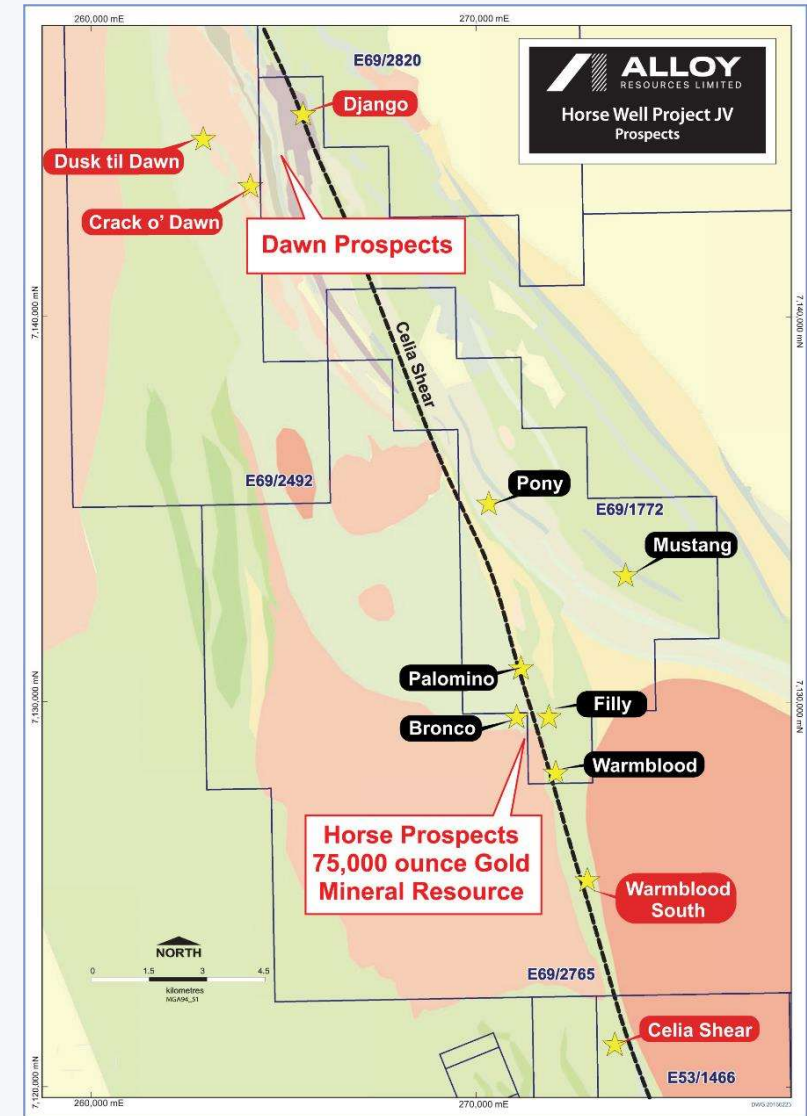 260,000 mE
270,000 mE
E69/2820
ALLOY
RESOURCES LIMITED
Horse Well Project JV
Prospects
Django
Dusk til Dawn
Crack o’ Dawn
Dawn Prospects
7,140,000 mN
7,140,000 mN
Celia Shear
E69/2492
Pony
E69/1772
Mustang
Palomino
Filly
7,130,000 mN
7,130,000 mN
Bronco
Warmblood
Horse Prospects
75,000 ounce Gold
Mineral Resource
Warmblood
South
NORTH
0 1.5 3 4.5
kilometres
MGA94_51
E69/2765
Celia Shear
E53/1466
7,120,000 mN
260,000 mE
270,000 mE